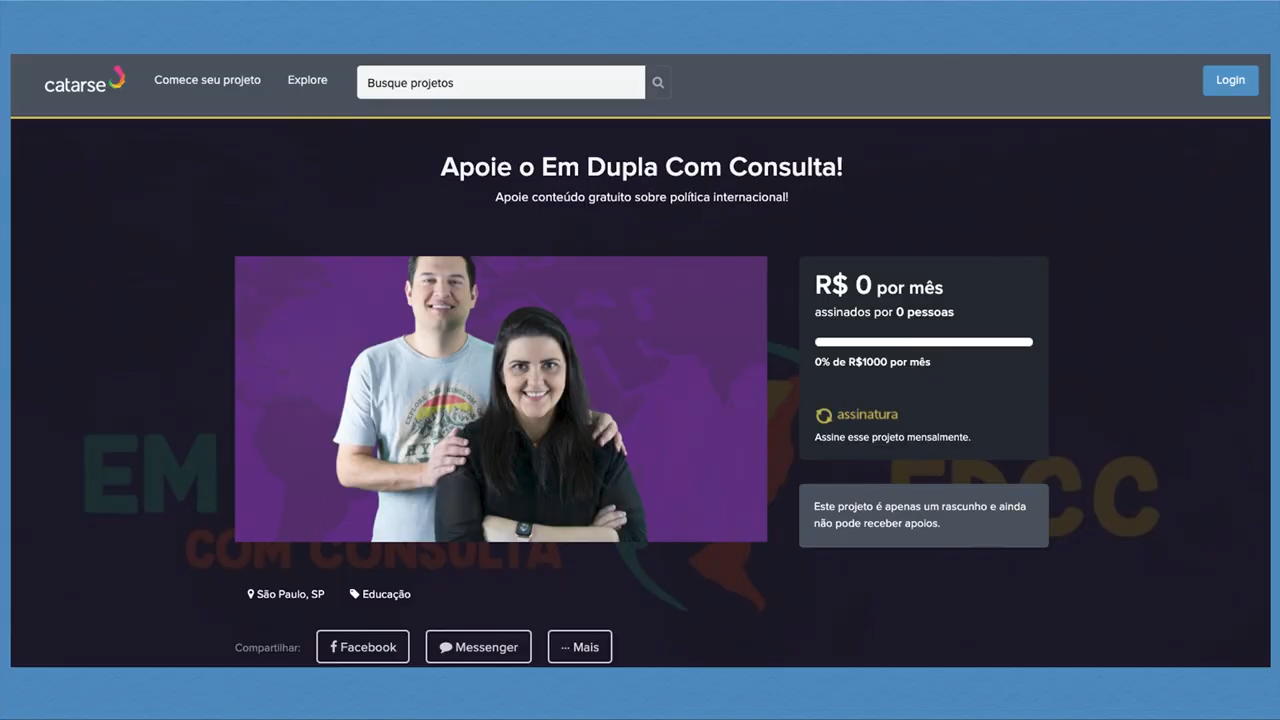 catarse
Comece seu projeto
Explore
Busque projetos
Login
Apoie o Em Dupla Com Consulta!
Apoie conteúdo gratuito sobre política internacional!
R$ 0 por mês
assinados por 0 pessoas
0% de R$1000 por mês
assinatura
Assine esse projeto mensalmente.
Este projeto é apenas um rascunho e ainda
não pode receber apoios.
EM
COM CONSULTA
EDCC
São Paulo, SP
Educação
Compartilhar:
Facebook
Messenger
··· Mais